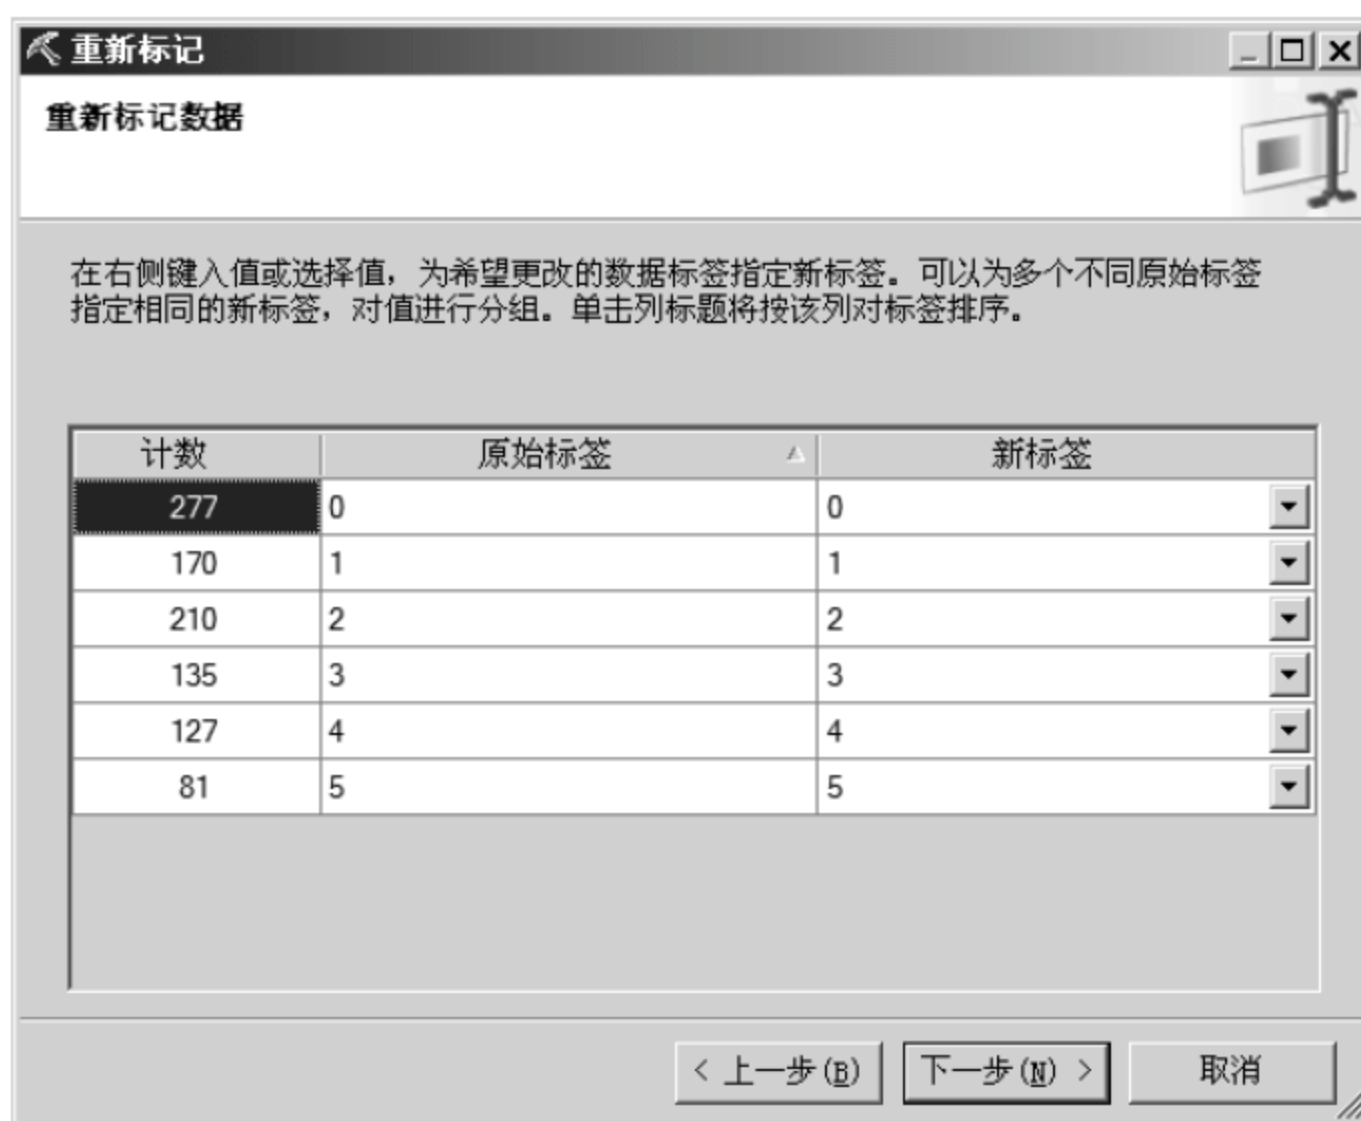 重新标记
重新标记数据
在右侧键入值或选择值，为希望更改的数据标签指定新标签。可以为多个不同原始标签
指定相同的新标签，对值进行分组。单击列标题将按该列对标签排序。
计数 原始标签 新标签
277 0 0
170 1 1
210 2 2
135 3 3
127 4 4
81 5 5
< 上一步(B) 下一步(N) > 取消